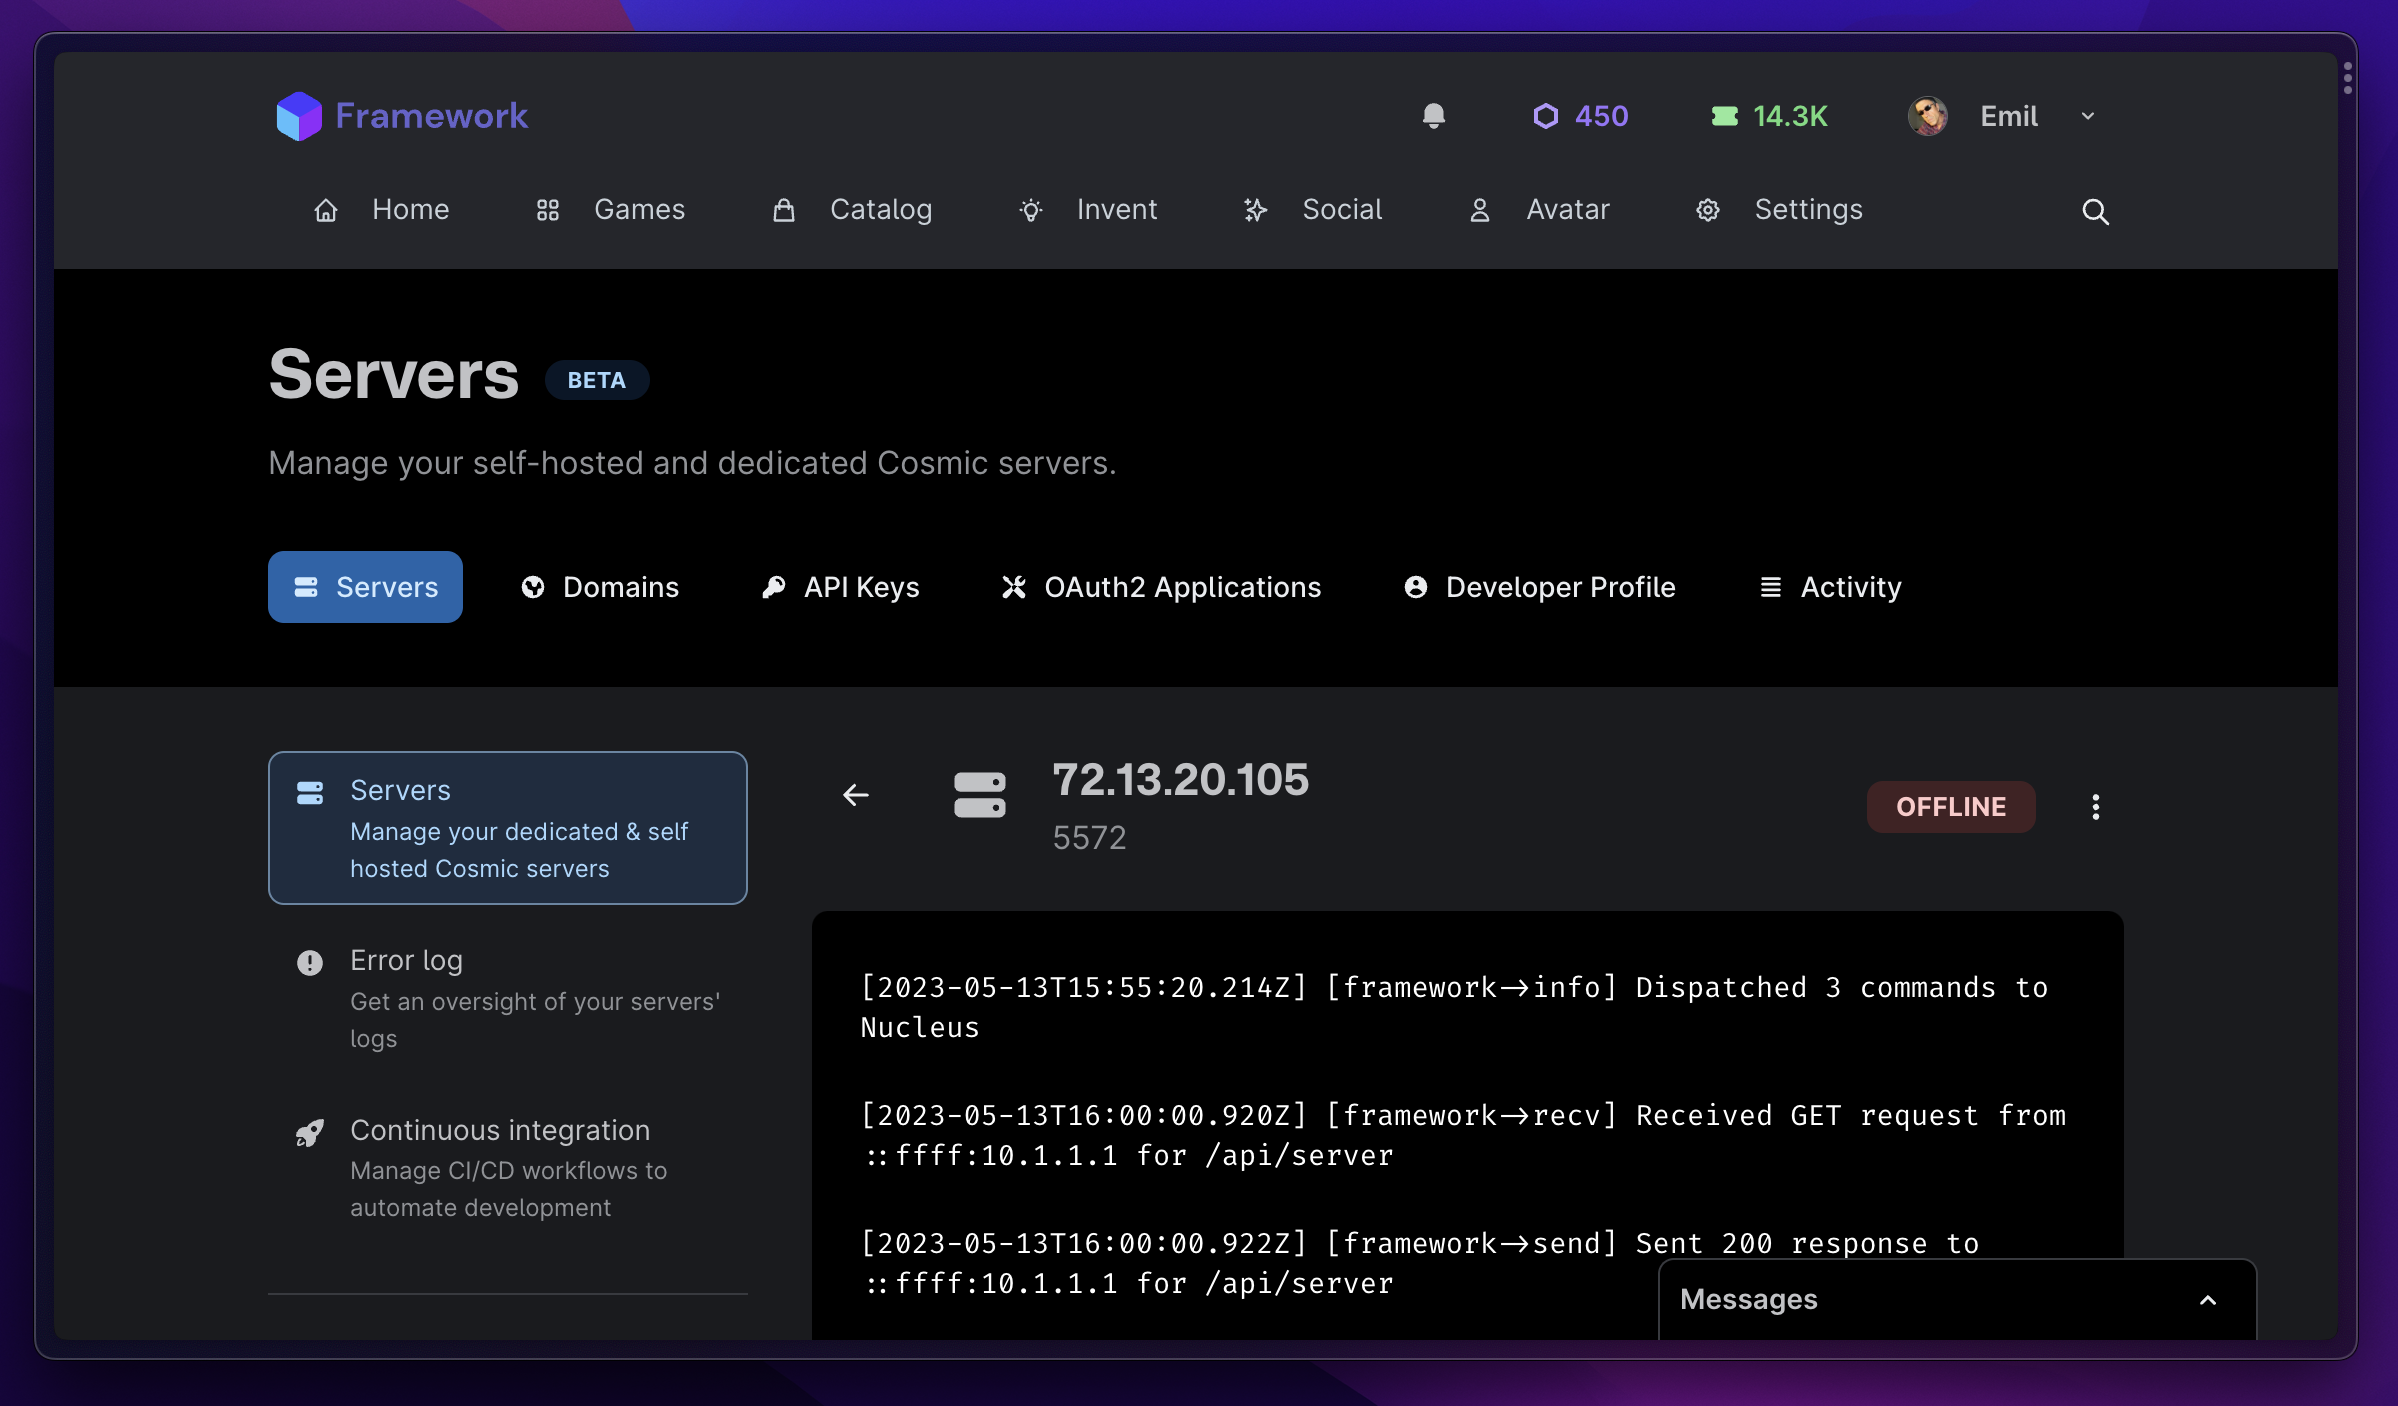 Framework
450
14.3K
Emil
Home
Games
Catalog
Invent
Social
Avatar
Settings
Servers
BETA
Manage your self-hosted and dedicated Cosmic servers.
Servers
Domains
API Keys
OAuth2 Applications
Developer Profile
Activity
Servers
Manage your dedicated & self
hosted Cosmic servers
Error log
Get an oversight of your servers'
logs
Continuous integration
Manage CI/CD workflows to
automate development
72.13.20.105
5572
OFFLINE
[2023-05-13T15:55:20.214Z] [framework→info] Dispatched 3 commands to
Nucleus
[2023-05-13T16:00:00.920Z] [framework→recv] Received GET request from
::ffff:10.1.1.1 for /api/server
[2023-05-13T16:00:00.922Z] [framework→send] Sent 200 response to
::ffff:10.1.1.1 for /api/server
Messages